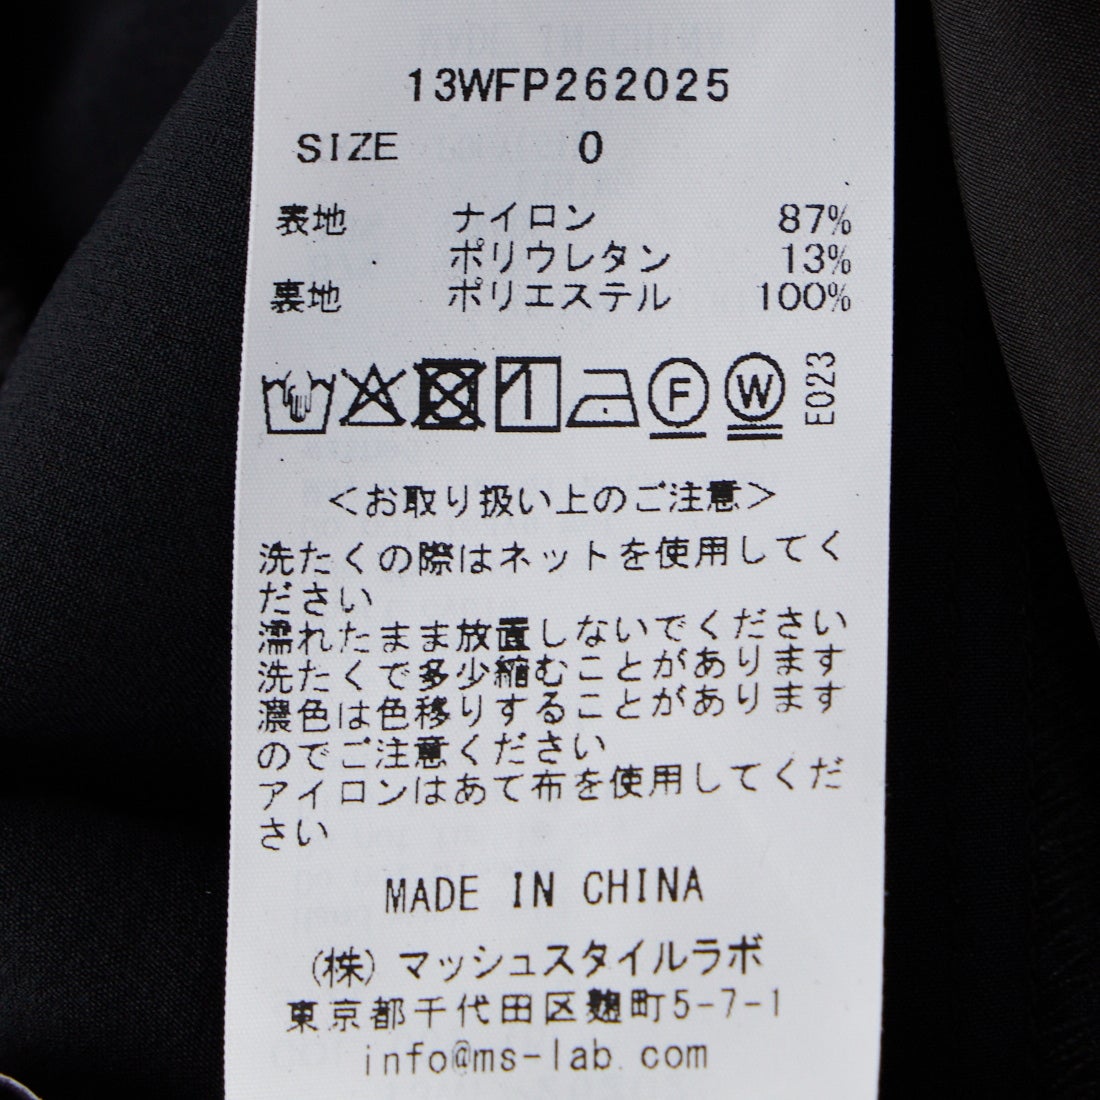 13WFP262025
SIZE 0
表地 ナイロン 87%
ポリウレタン 13%
裏地 ポリエステル 100%
F W E023
<お取り扱い上のご注意>
洗たくの際はネットを使用してく
ださい
濡れたまま放置しないでください
洗たくで多少縮むことがあります
濃色は色移りすることがあります
のでご注意ください
アイロンはあて布を使用してくだ
さい
MADE IN CHINA
(株)マッシュスタイルラボ
東京都千代田区麹町5-7-1
info@ms-lab.com